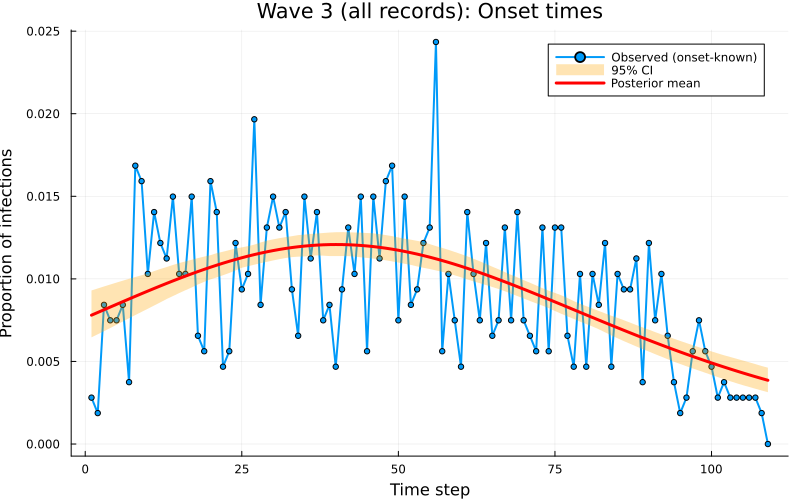 Wave 3 (all records): Onset times
Observed (onset-known)
95% CI
Posterior mean
Proportion of infections
0.025
0.020
0.015
0.010
0.005
0.000
0 25 50 75 100
Time step